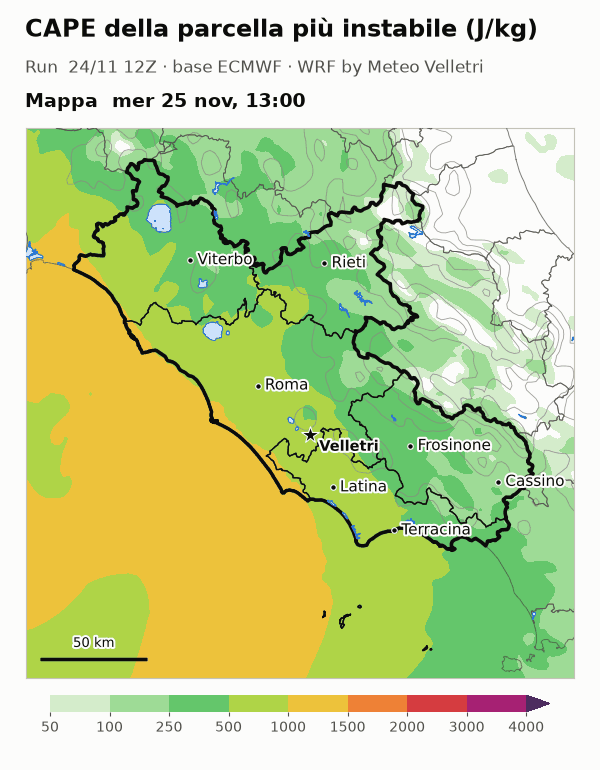 CAPE della parcella più instabile (J/kg)
Run  24/11 12Z · base ECMWF · WRF by Meteo Velletri
Mappa  mer 25 nov, 13:00
Viterbo
Rieti
Roma
Velletri
Frosinone
Latina
Cassino
Terracina
50 km
50 100 250 500 1000 1500 2000 3000 4000